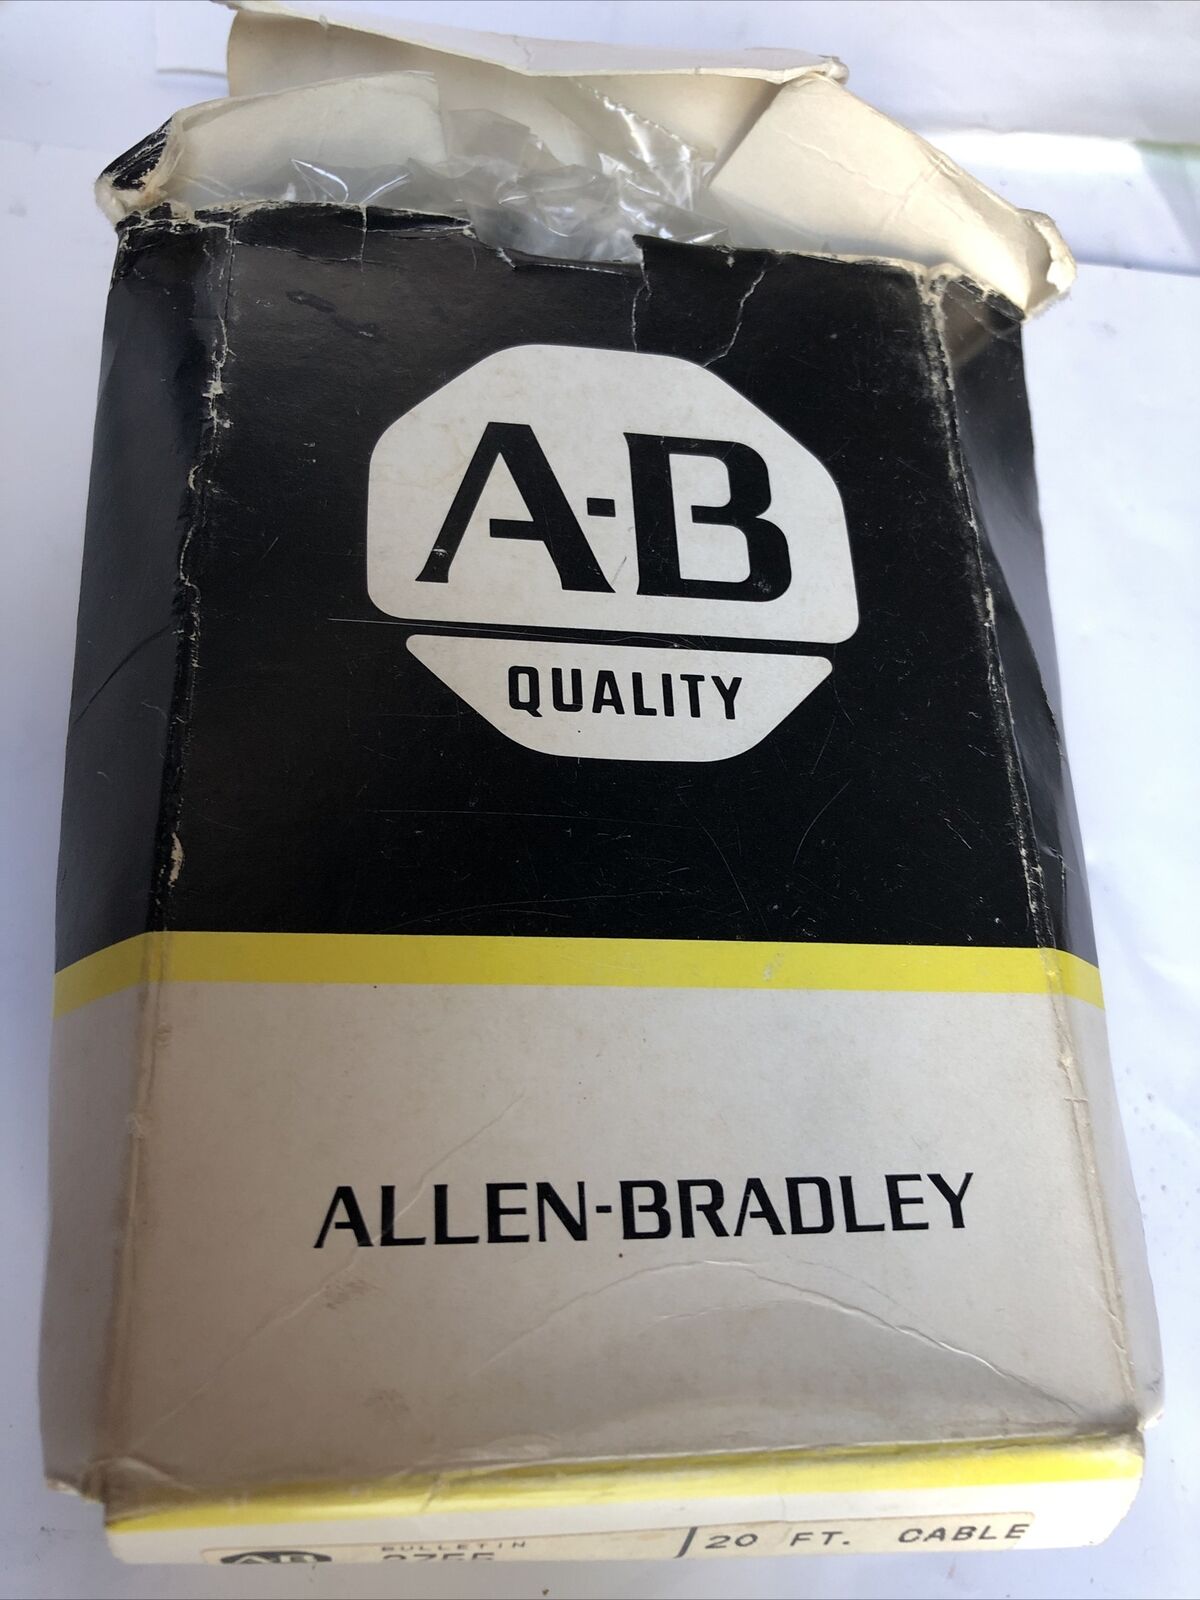 A-B
QUALITY
ALLEN-BRADLEY
BULLETIN
20 FT. CABLE
A-B